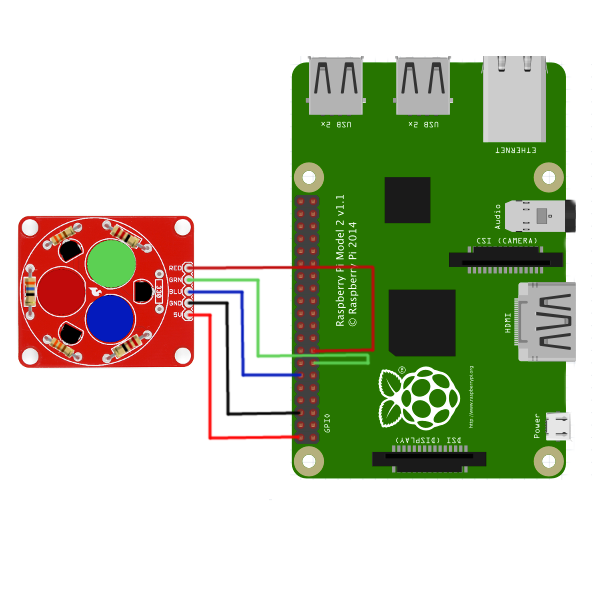 USB 2x
USB 2x
ETHERNET
Raspberry Pi Model 2 v1.1
© Raspberry Pi 2014
Audio
CSI (CAMERA)
HDMI
RED
GRN
BLU
GND
5V
330
http://www.raspberrypi.org
Power
GPIO
DSI (DISPLAY)